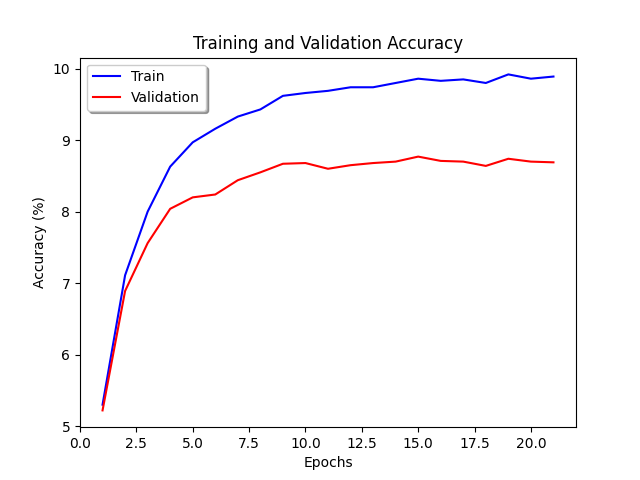 Training and Validation Accuracy
Train
Validation
10
9
8
7
6
5
Accuracy (%)
0.0 2.5 5.0 7.5 10.0 12.5 15.0 17.5 20.0
Epochs